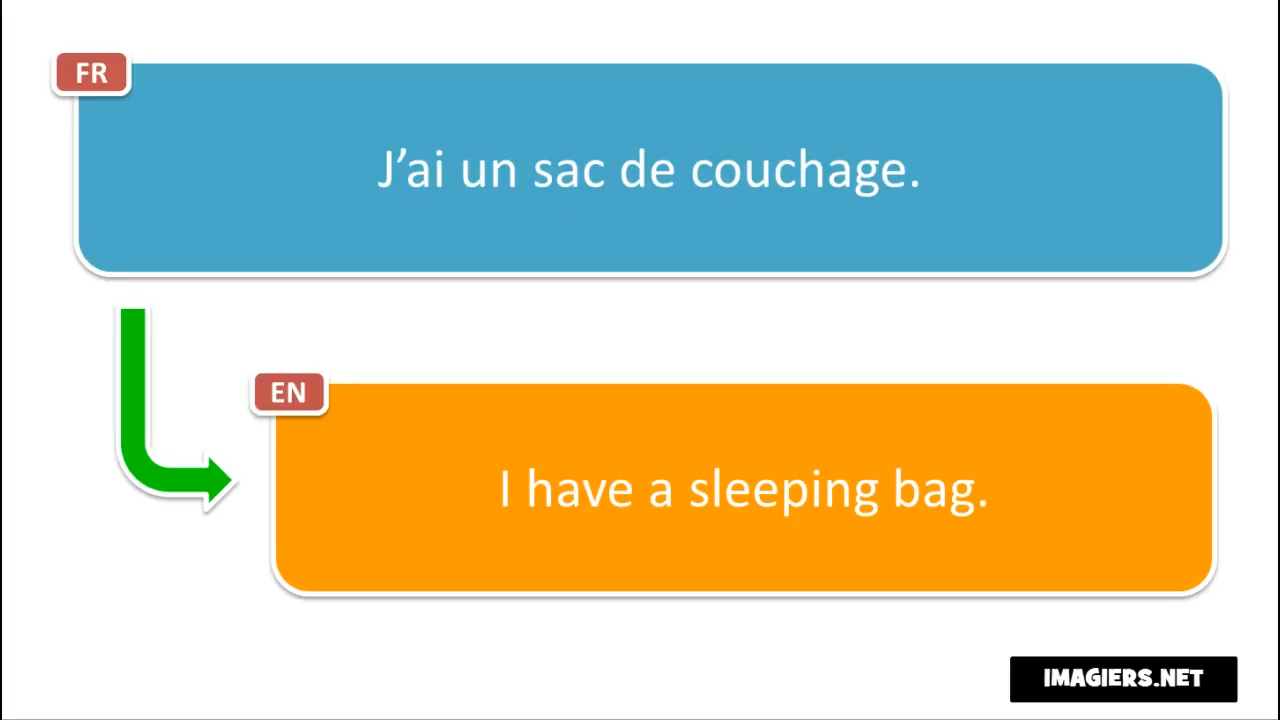 FR
J’ai un sac de couchage.
EN
I have a sleeping bag.
IMAGIERS.NET